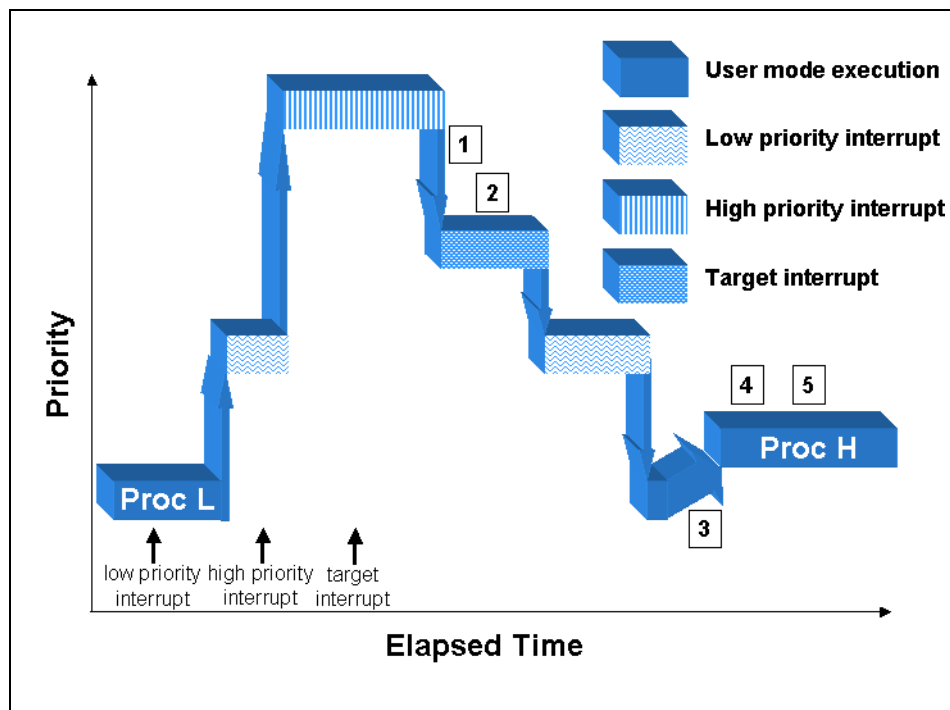 User mode execution
Low priority interrupt
High priority interrupt
Target interrupt
1
2
3
4
5
Proc L
Proc H
low priority
interrupt
high priority
interrupt
target
interrupt
Priority
Elapsed Time